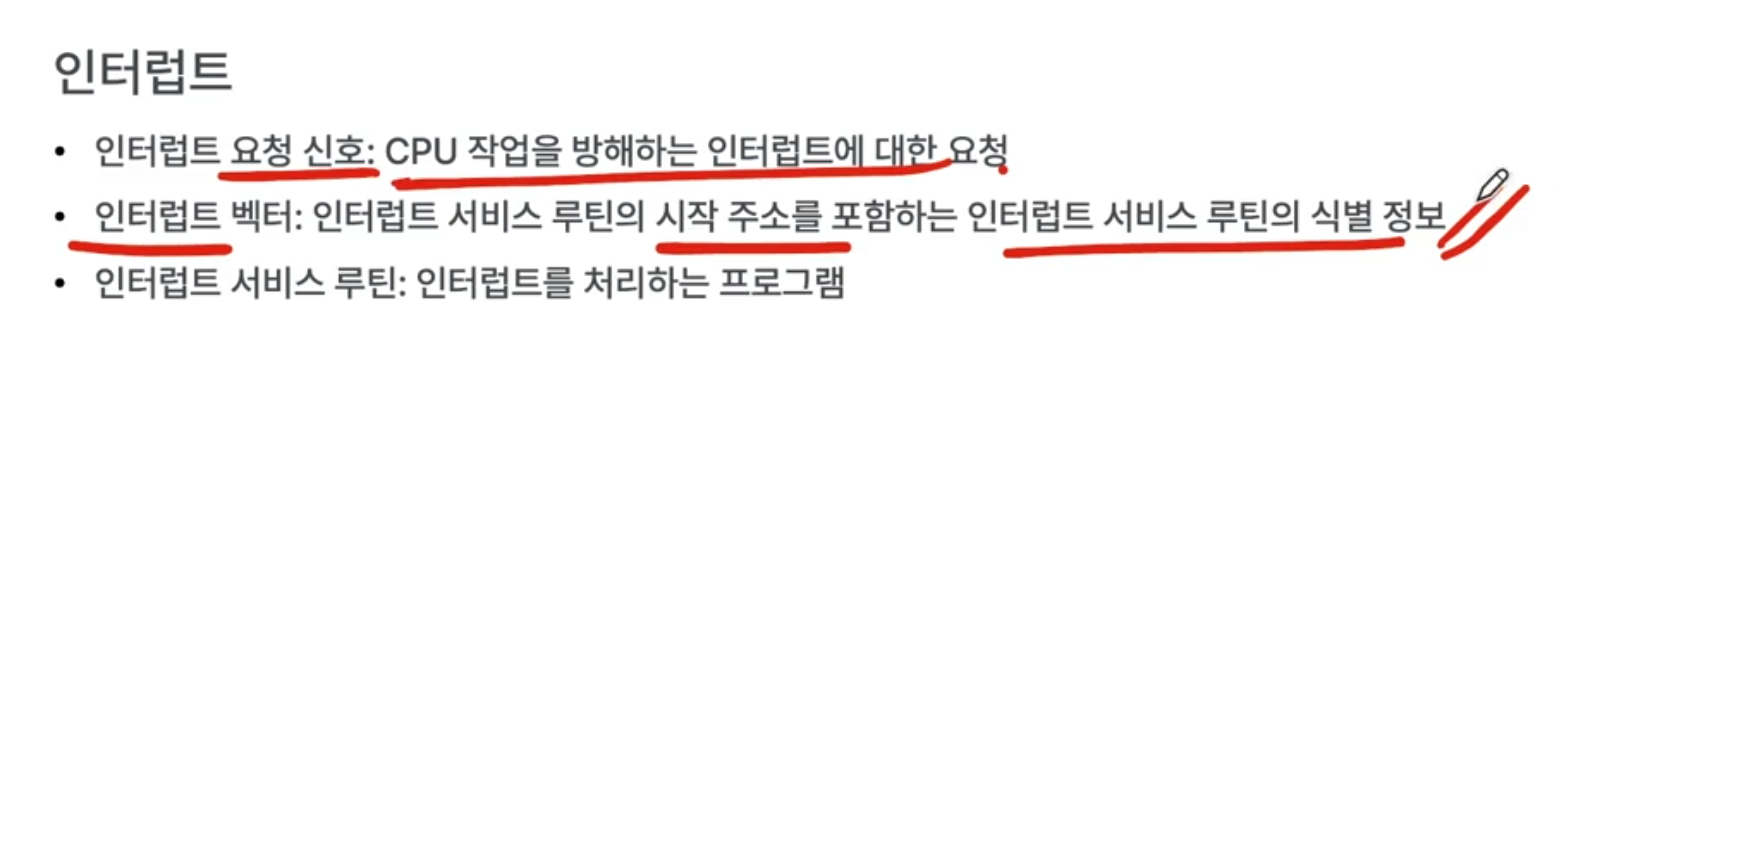 인터럽트
• 인터럽트 요청 신호: CPU 작업을 방해하는 인터럽트에 대한 요청
• 인터럽트 벡터: 인터럽트 서비스 루틴의 시작 주소를 포함하는 인터럽트 서비스 루틴의 식별 정보
• 인터럽트 서비스 루틴: 인터럽트를 처리하는 프로그램